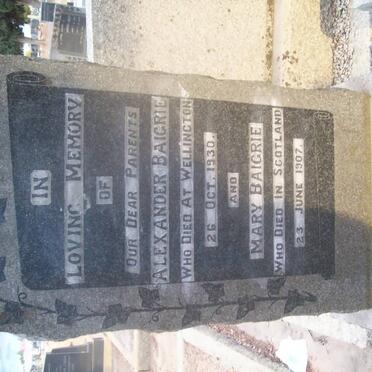 IN
LOVING MEMORY
OF
OUR DEAR PARENTS
ALEXANDER BAIGRIE
WHO DIED AT WELLINGTON
26 OCT. 1930.
AND
MARY BAIGRIE
WHO DIED IN SCOTLAND
23 JUNE 1907.